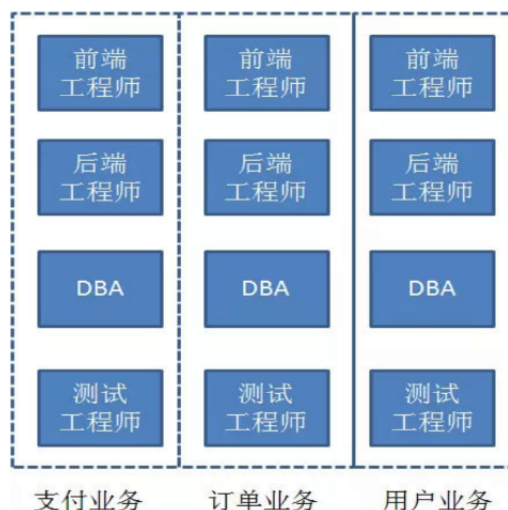 前端
工程师
前端
工程师
前端
工程师
后端
工程师
后端
工程师
后端
工程师
DBA
DBA
DBA
测试
工程师
测试
工程师
测试
工程师
支付业务
订单业务
用户业务